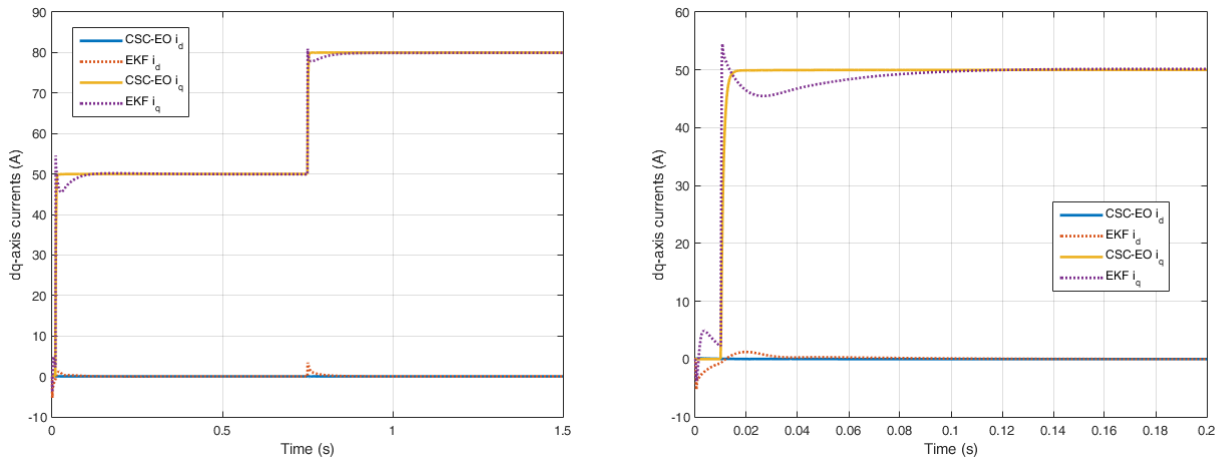 90
80
70
60
50
40
30
20
10
0
-10
dq-axis currents (A)
CSC-EO i_d
EKF i_d
CSC-EO i_q
EKF i_q
0
0.5
1
1.5
Time (s)
60
50
40
30
20
10
0
-10
dq-axis currents (A)
CSC-EO i_d
EKF i_d
CSC-EO i_q
EKF i_q
0
0.02
0.04
0.06
0.08
0.1
0.12
0.14
0.16
0.18
0.2
Time (s)